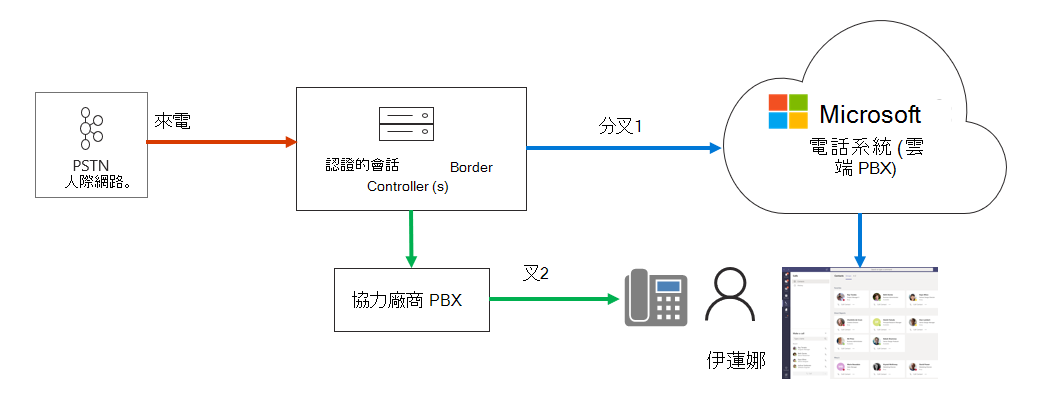 PSTN
人際網路。
來電
認證的會話 Border
Controller (s)
分叉1
Microsoft
電話系統 (雲
端 PBX)
協力廠商 PBX
叉2
伊蓮娜